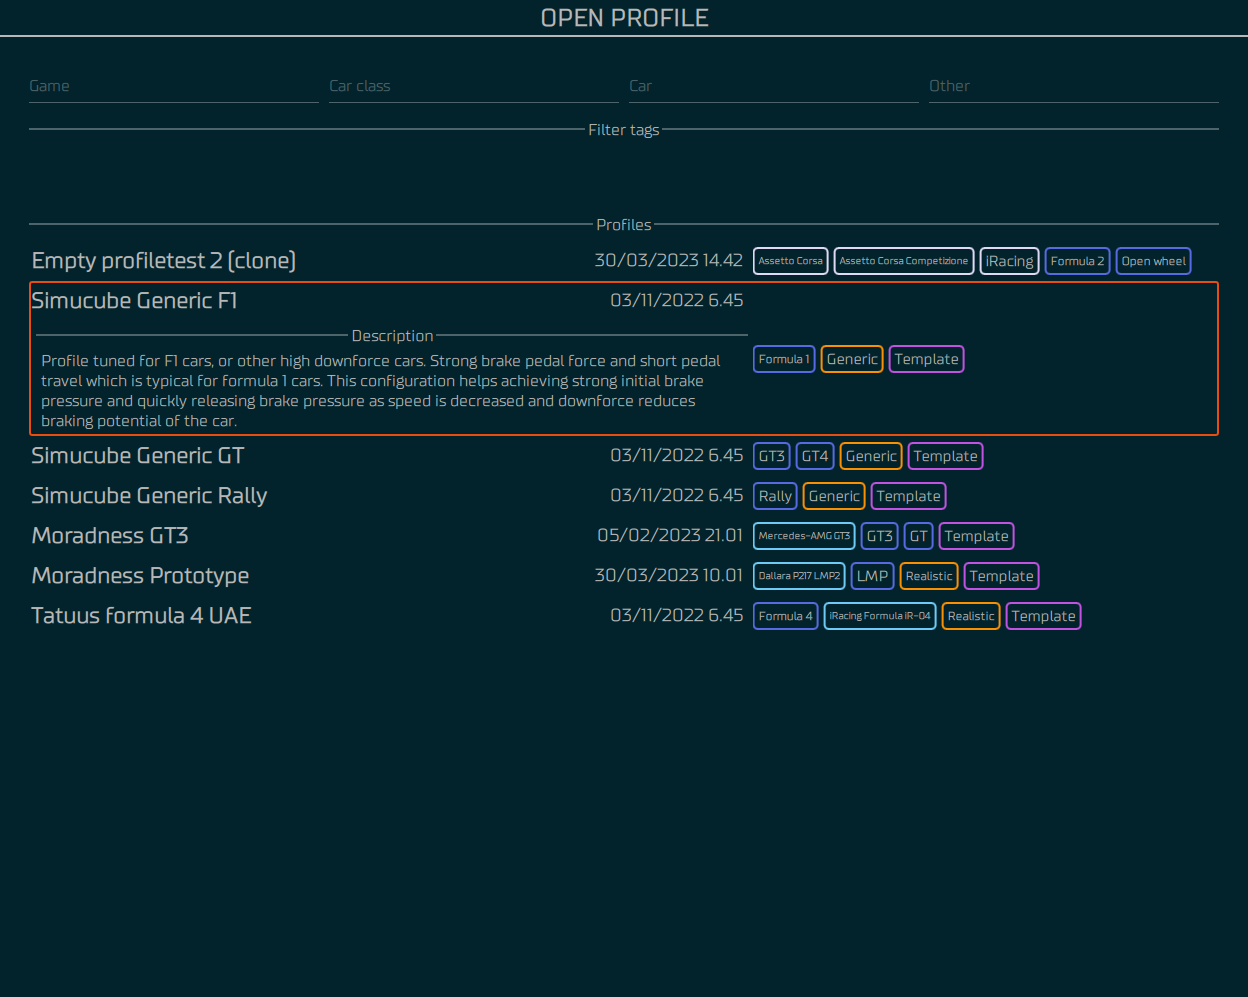 OPEN PROFILE
Game Car class Car Other
Filter tags
Profiles
Empty profiletest 2 (clone) 30/03/2023 14.42 Assetto Corsa Assetto Corsa Competizione iRacing Formula 2 Open wheel
Simucube Generic F1 03/11/2022 6.45
Description
Profile tuned for F1 cars, or other high downforce cars. Strong brake pedal force and short pedal
travel which is typical for formula 1 cars. This configuration helps achieving strong initial brake
pressure and quickly releasing brake pressure as speed is decreased and downforce reduces
braking potential of the car.
Formula 1 Generic Template
Simucube Generic GT 03/11/2022 6.45 GT3 GT4 Generic Template
Simucube Generic Rally 03/11/2022 6.45 Rally Generic Template
Moradness GT3 05/02/2023 21.01 Mercedes-AMG GT3 GT3 GT Template
Moradness Prototype 30/03/2023 10.01 Dallara P217 LMP2 LMP Realistic Template
Tatuus formula 4 UAE 03/11/2022 6.45 Formula 4 iRacing Formula iR-04 Realistic Template